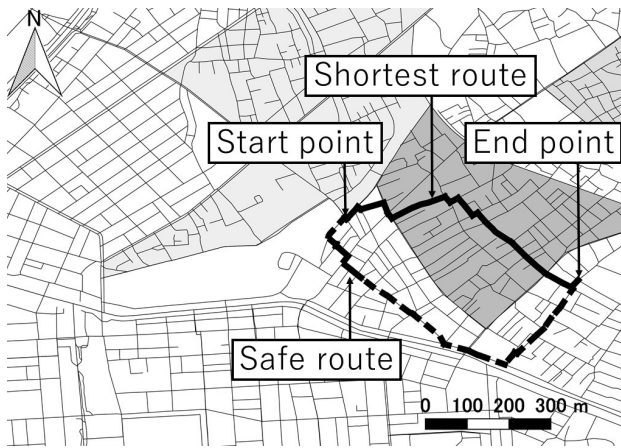 N
Shortest route
Start point
End point
Safe route
0 100 200 300 m